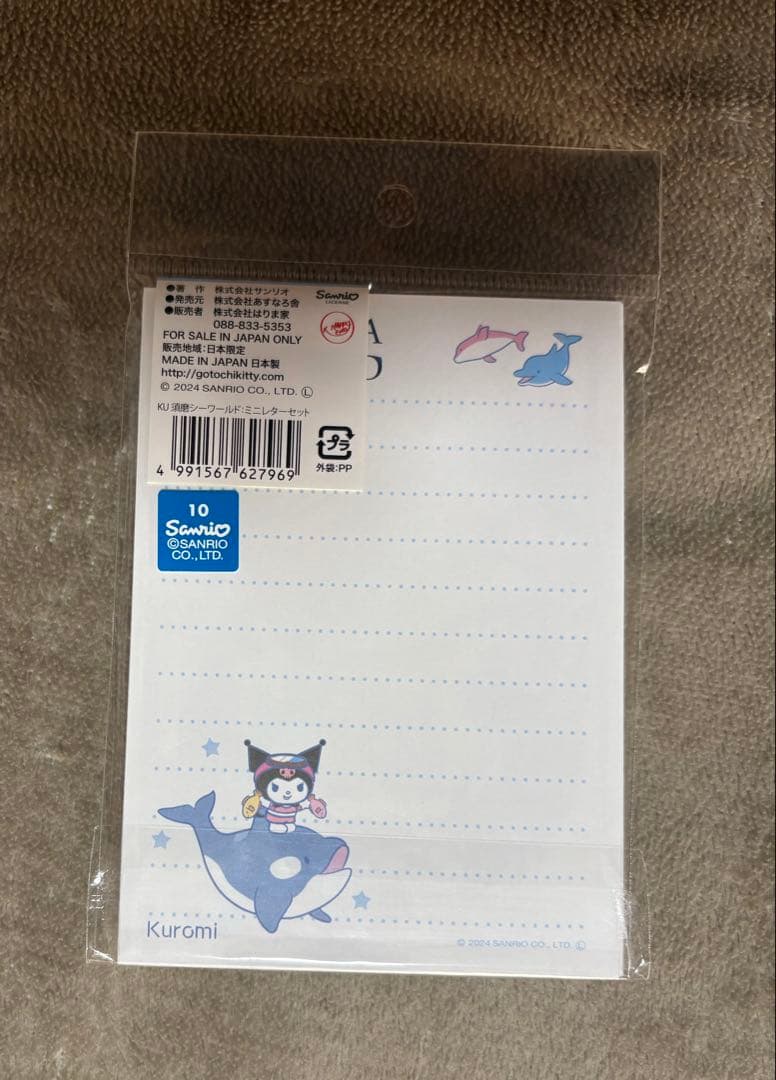 ●著　作　株式会社サンリオ
●発売元　株式会社あすなろ舎
●販売者　株式会社はりま家
088-833-5353
FOR SALE IN JAPAN ONLY
販売地域:日本限定
MADE IN JAPAN 日本製
http://gotochikitty.com
© 2024 SANRIO CO., LTD. Ⓛ
Sanrio
LICENSE
KU 須磨シーワールド:ミニレターセット
4 991567 627969
プラ
外袋:PP
A
D
10
Sanrio
©SANRIO
CO.,LTD.
Kuromi
© 2024 SANRIO CO., LTD. Ⓛ